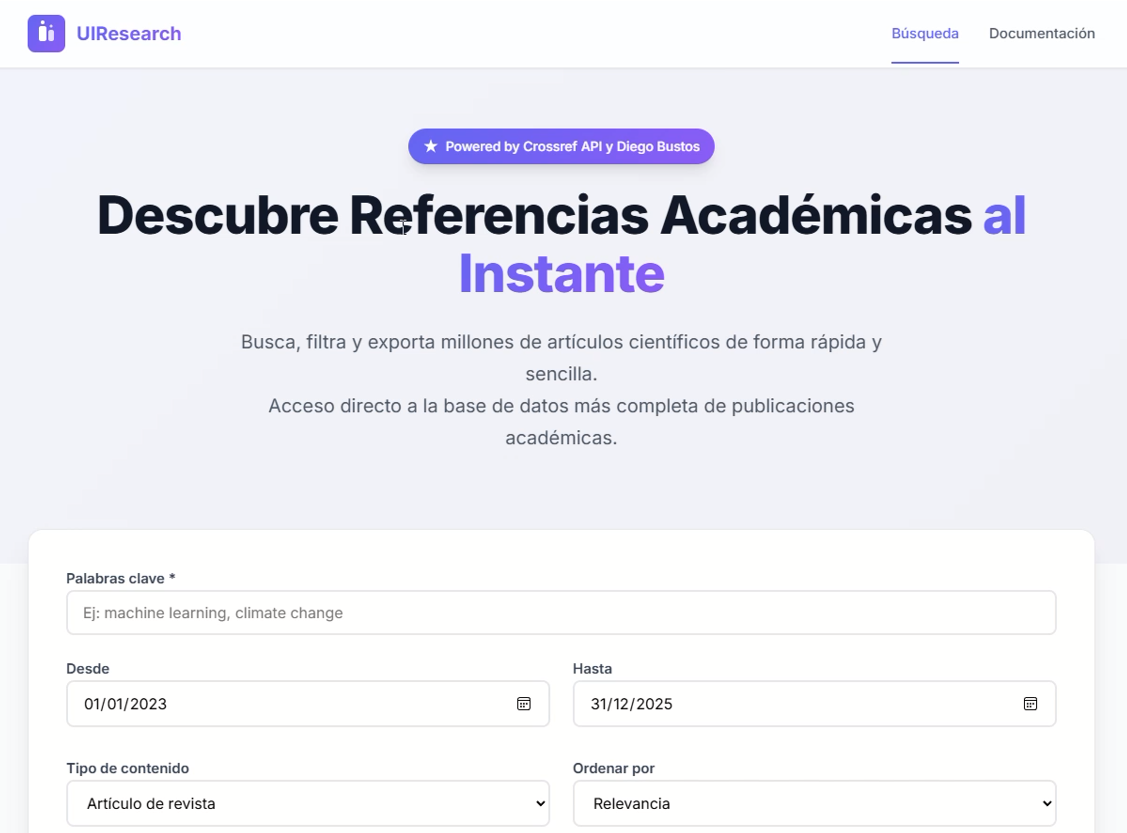 UIResearch
Búsqueda
Documentación
★ Powered by Crossref API y Diego Bustos
Descubre Referencias Académicas al
Instante
Busca, filtra y exporta millones de artículos científicos de forma rápida y
sencilla.
Acceso directo a la base de datos más completa de publicaciones
académicas.
Palabras clave *
Ej: machine learning, climate change
Desde
Hasta
01/01/2023
31/12/2025
Tipo de contenido
Ordenar por
Artículo de revista
Relevancia